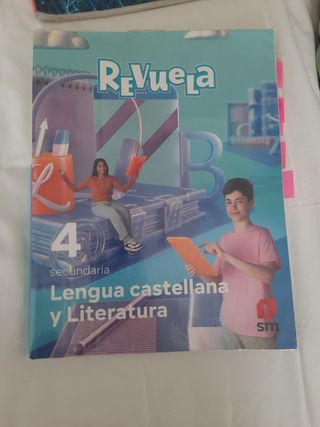 REVuela
4
secundaria
Lengua castellana
y Literatura
sm
B